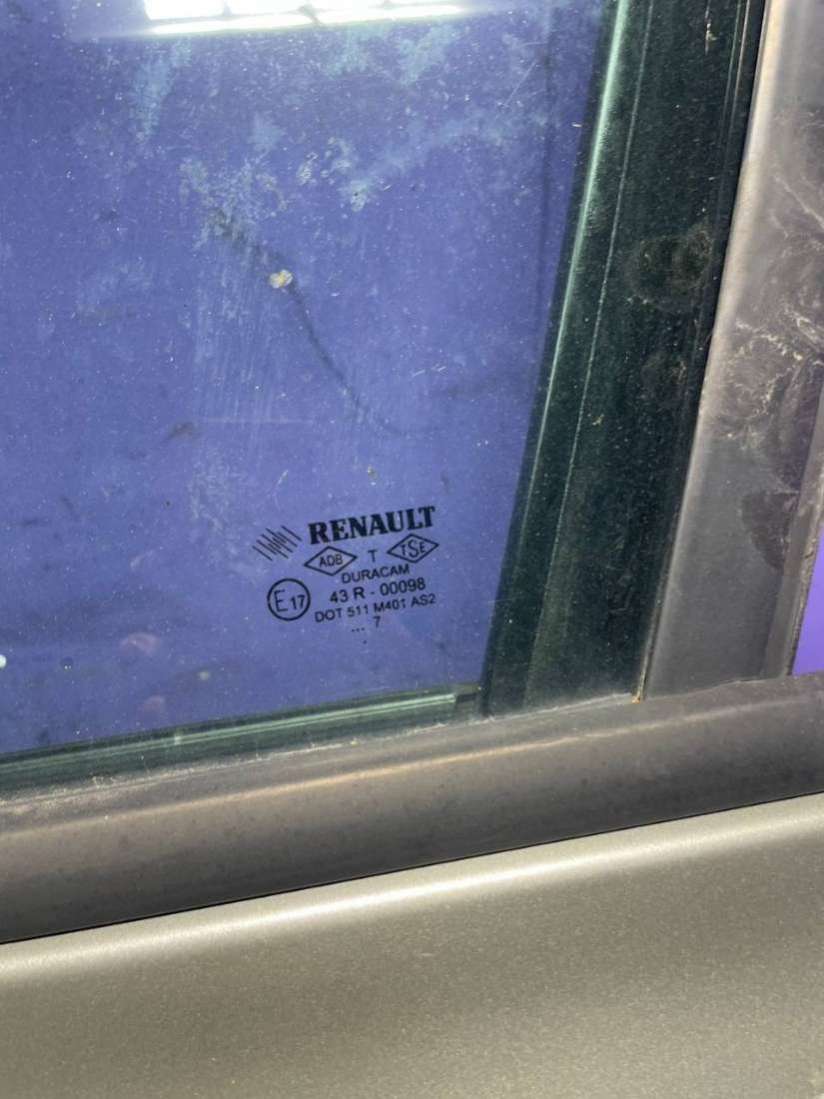 RENAULT
ADB T TSE
DURACAM
E17 43 R - 00098
DOT 511 M401 AS2
... 7